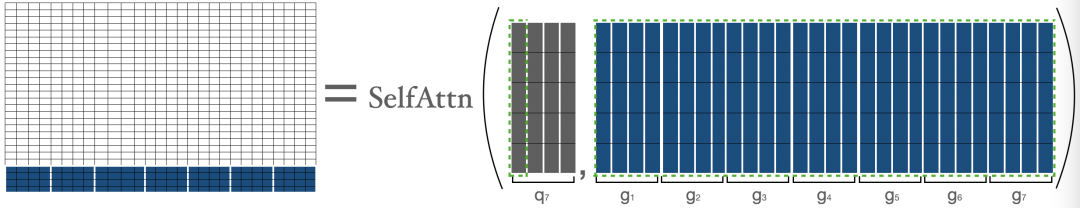 = SelfAttn ( , )
q7 g1 g2 g3 g4 g5 g6 g7